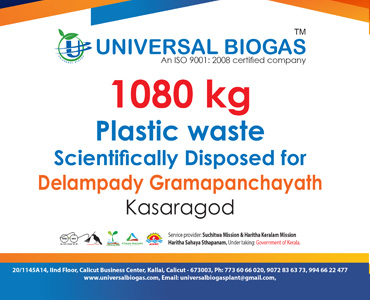 UNIVERSAL BIOGAS TM
An ISO 9001: 2008 certified company
1080 kg
Plastic waste
Scientifically Disposed for
Delampady Gramapanchayath
Kasaragod
Service provider: Suchitwa Mission & Haritha Keralam Mission
Haritha Sahaya Sthapanam, Under taking: Government of Kerala.
20/1145A14, IInd Floor, Calicut Business Center, Kallai, Calicut - 673003, Ph: 773 60 66 020, 9072 83 63 73, 994 66 22 477
www.universalbiogas.com, Email: universalbiogasplant@gmail.com,